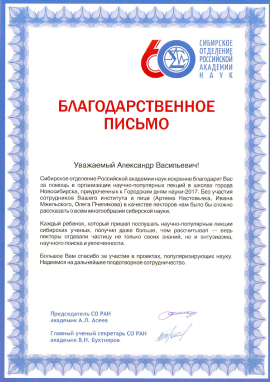 60
СИБИРСКОЕ
ОТДЕЛЕНИЕ
РОССИЙСКОЙ
АКАДЕМИИ
НАУК
БЛАГОДАРСТВЕННОЕ
ПИСЬМО
Уважаемый Александр Васильевич!
Сибирское отделение Российской академии наук искренне благодарит Вас
за помощь в организации научно-популярных лекций в школах города
Новосибирска, приуроченных к Городским дням науки-2017. Без участия
сотрудников Вашего института в лице (Артема Настовьяка, Ивана
Мжельского, Олега Пчелякова) в качестве лекторов нам было бы сложно
рассказать о всем многообразии сибирской науки.
Каждый ребенок, который пришел послушать научно-популярные лекции
сибирских ученых, получил даже больше, чем рассчитывал — ведь
лекторы отдавали частичку не только своих знаний, но и энтузиазма,
научного поиска и увлеченности.
Большое Вам спасибо за участие в проектах, популяризирующих науку.
Надеемся на дальнейшее плодотворное сотрудничество.
Председатель СО РАН
академик А.Л. Асеев
Главный ученый секретарь СО РАН
академик В.И. Бухтияров